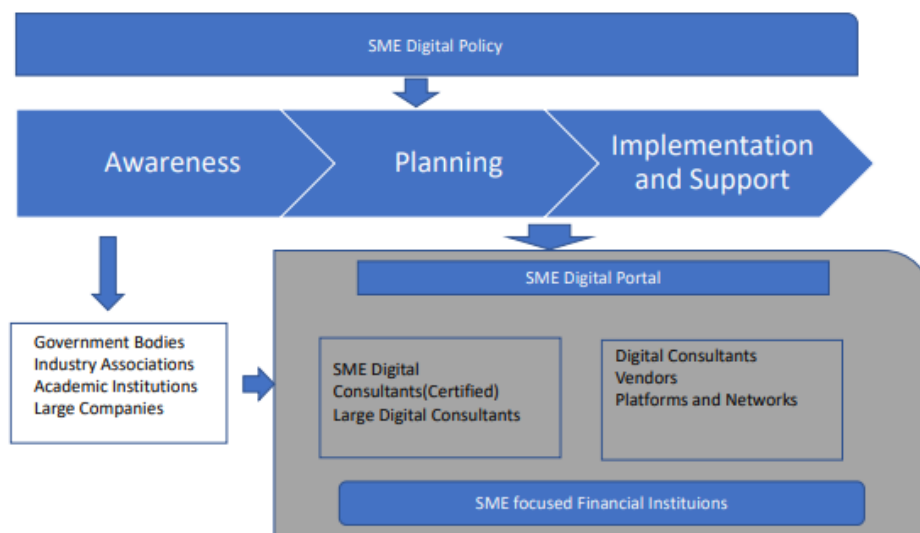 SME Digital Policy
Awareness
Planning
Implementation
and Support
SME Digital Portal
Government Bodies
Industry Associations
Academic Institutions
Large Companies
SME Digital
Consultants(Certified)
Large Digital Consultants
Digital Consultants
Vendors
Platforms and Networks
SME focused Financial Instituions